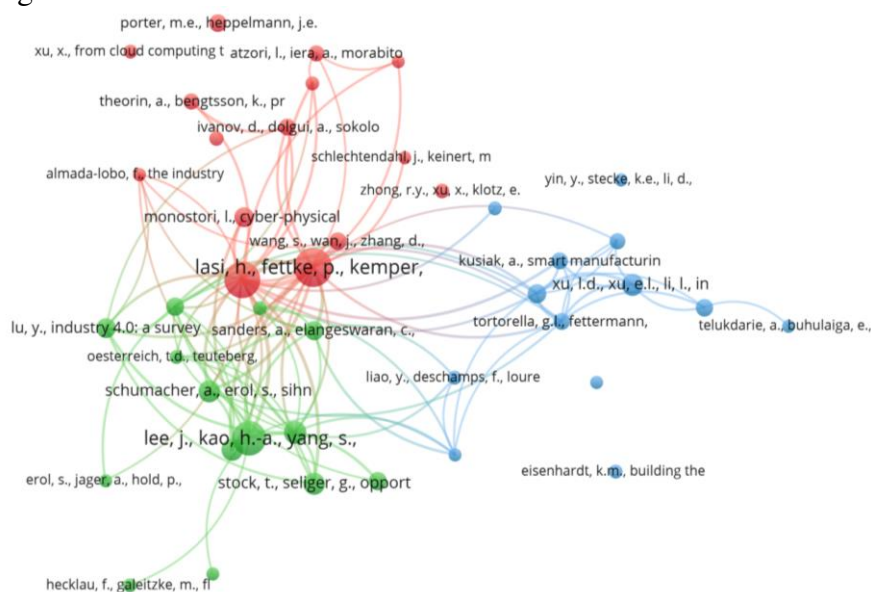 porter, m.e., heppelmann, j.e.
xu, x., from cloud computing t
atzori, l., iera, a., morabito
theorin, a., bengtsson, k., pr
ivanov, d., dolgui, a., sokolo
schlechtendahl, j., keinert, m
almada-lobo, f., the industry
zhong, r.y., xu, x., klotz, e.
yin, y., stecke, k.e., li, d.,
monostori, l., cyber-physical
wang, s., wan, j., zhang, d.,
lasi, h., fettke, p., kemper,
kusiak, a., smart manufacturin
xu, l.d., xu, e.l., li, l., in
lu, y., industry 4.0: a survey
sanders, a., elangeswaran, c.,
tortorella, g.l., fettermann,
telukdarie, a., buhulaiga, e.,
oesterreich, t.d., teuteberg,
liao, y., deschamps, f., loure
schumacher, a., erol, s., sihn
lee, j., kao, h.-a., yang, s.,
eisenhardt, k.m., building the
erol, s., jager, a., hold, p.,
stock, t., seliger, g., opport
hecklau, f., galeitzke, m., fl